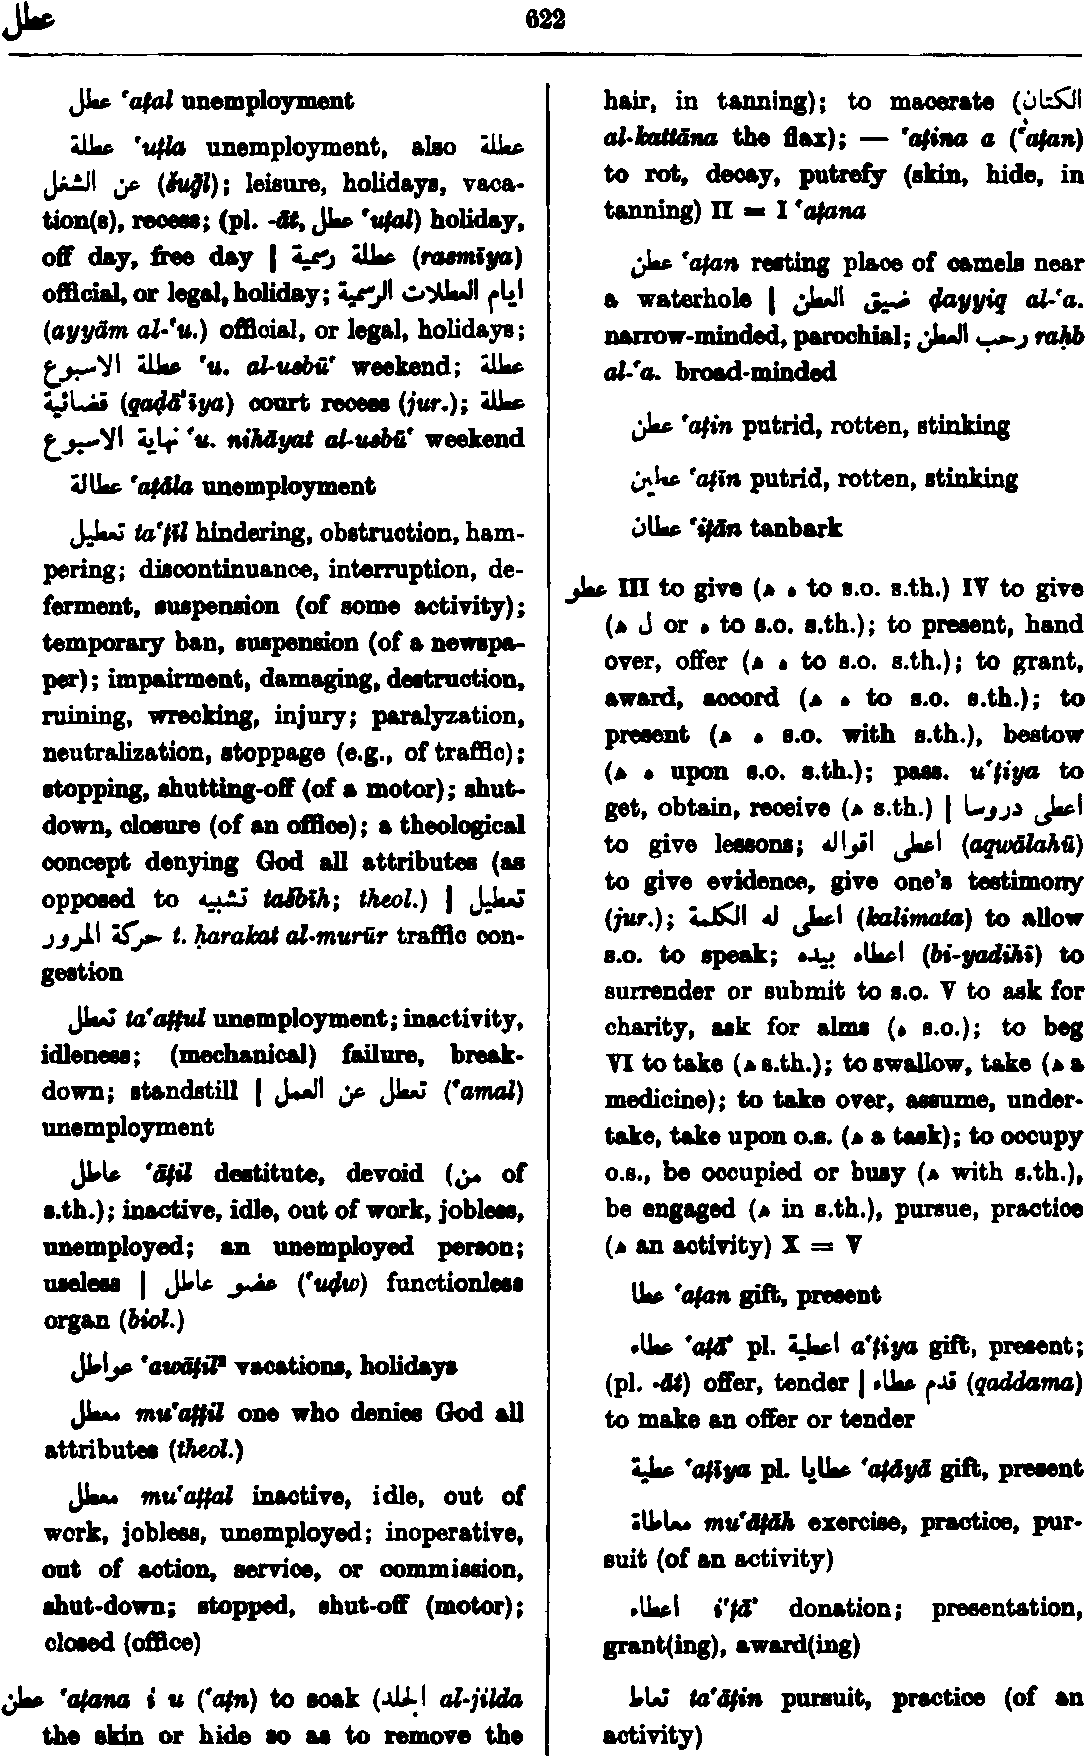 عطل
622
عطل ‘aṭal unemployment
عطلة ‘uṭla unemployment, also عطلة
عن الشغل (šuḡl); leisure, holidays, vaca-
tion(s), recess; (pl. -āt, عطل ‘uṭal) holiday,
off day, free day | عطلة رسمية (rasmīya)
official, or legal, holiday; ايام العطلات الرسمية
(ayyām al-‘u.) official, or legal, holidays;
عطلة الاسبوع ‘u. al-usbū‘ weekend; عطلة
قضائية (qaḍā’īya) court recess (jur.); عطلة
نهاية الاسبوع ‘u. nihāyat al-usbū‘ weekend
عطالة ‘aṭāla unemployment
تعطيل ta‘ṭīl hindering, obstruction, ham-
pering; discontinuance, interruption, de-
ferment, suspension (of some activity);
temporary ban, suspension (of a newspa-
per); impairment, damaging, destruction,
ruining, wrecking, injury; paralyzation,
neutralization, stoppage (e.g., of traffic);
stopping, shutting-off (of a motor); shut-
down, closure (of an office); a theological
concept denying God all attributes (as
opposed to تشبيه tašbīh; theol.) | تعطيل
حركة المرور t. ḥarakat al-murūr traffic con-
gestion
تعطل ta‘aṭṭul unemployment; inactivity,
idleness; (mechanical) failure, break-
down; standstill | تعطل عن العمل (‘amal)
unemployment
عاطل ‘āṭil destitute, devoid (من of
s.th.); inactive, idle, out of work, jobless,
unemployed; an unemployed person;
useless | عضو عاطل (‘uḍw) functionless
organ (biol.)
عواطل ‘awāṭil² vacations, holidays
معطل mu‘aṭṭil one who denies God all
attributes (theol.)
معطل mu‘aṭṭal inactive, idle, out of
work, jobless, unemployed; inoperative,
out of action, service, or commission,
shut-down; stopped, shut-off (motor);
closed (office)
عطن ‘aṭana i u (‘aṭn) to soak (الجلد al-jilda
the skin or hide so as to remove the
hair, in tanning); to macerate (الكتان
al-kattāna the flax); — ‘aṭina a (‘aṭan)
to rot, decay, putrefy (skin, hide, in
tanning) II = I ‘aṭana
عطن ‘aṭan resting place of camels near
a waterhole | ضيق العطن ḍayyiq al-‘a.
narrow-minded, parochial; رحب العطن raḥb
al-‘a. broad-minded
عطن ‘aṭin putrid, rotten, stinking
عطين ‘aṭīn putrid, rotten, stinking
عطان ‘iṭān tanbark
عطو III to give (ه ه to s.o. s.th.) IV to give
(ه ل or ه to s.o. s.th.); to present, hand
over, offer (ه ه to s.o. s.th.); to grant,
award, accord (ه ه to s.o. s.th.); to
present (ه ه s.o. with s.th.), bestow
(ه ه upon s.o. s.th.); pass. u‘ṭiya to
get, obtain, receive (ه s.th.) | اعطى دروسا
to give lessons; اعطى اقواله (aqwālahū)
to give evidence, give one’s testimony
(jur.); اعطى له الكلمة (kalimata) to allow
s.o. to speak; اعطاه بيده (bi-yadihī) to
surrender or submit to s.o. V to ask for
charity, ask for alms (ه s.o.); to beg
VI to take (ه s.th.); to swallow, take (ه a
medicine); to take over, assume, under-
take, take upon o.s. (ه a task); to occupy
o.s., be occupied or busy (ه with s.th.),
be engaged (ه in s.th.), pursue, practice
(ه an activity) X = V
عطا ‘aṭan gift, present
عطاء ‘aṭā’ pl. اعطية a‘ṭiya gift, present;
(pl. -āt) offer, tender | قدم عطاء (qaddama)
to make an offer or tender
عطية ‘aṭīya pl. عطايا ‘aṭāyā gift, present
معاطاة mu‘āṭāh exercise, practice, pur-
suit (of an activity)
اعطاء i‘ṭā’ donation; presentation,
grant(ing), award(ing)
تعاط ta‘āṭin pursuit, practice (of an
activity)